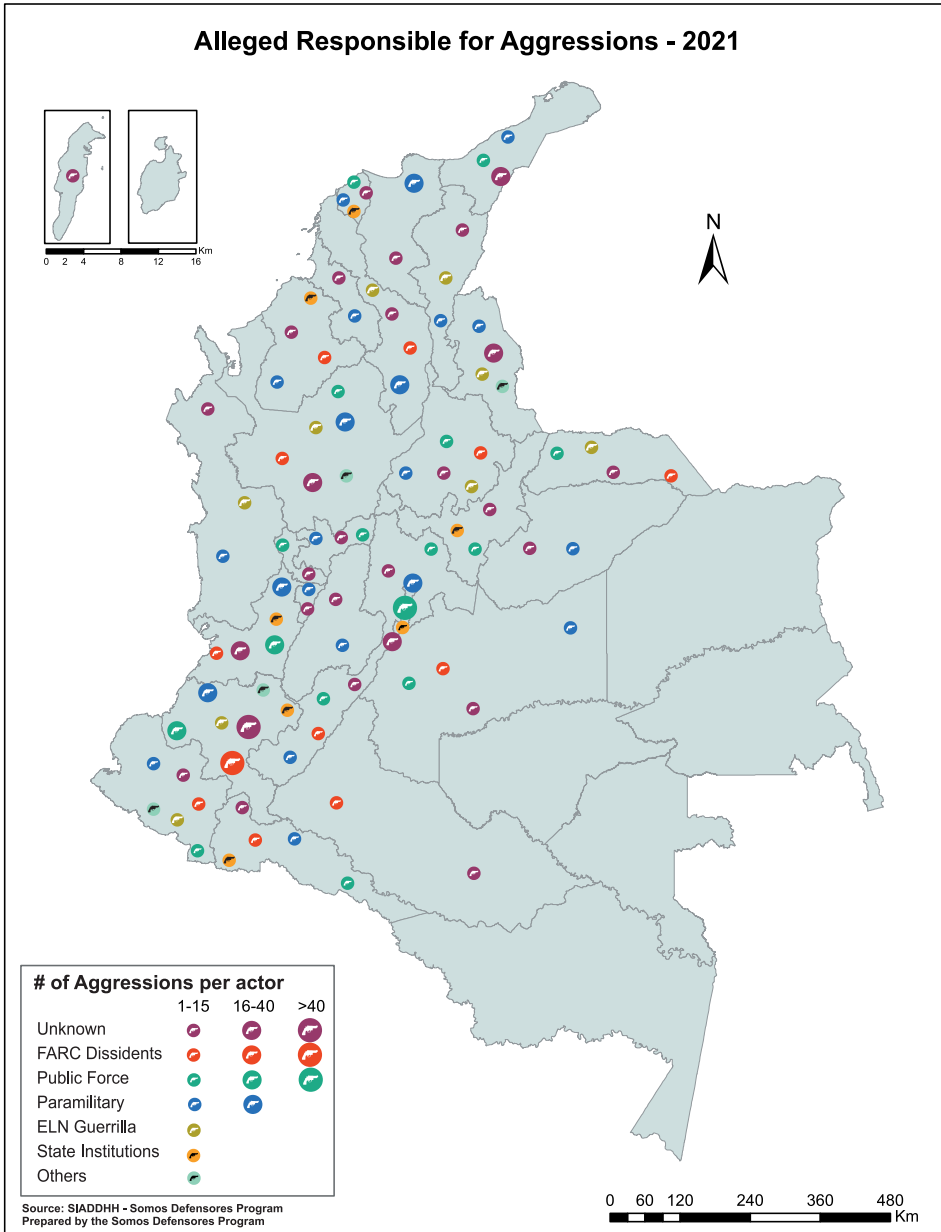 Alleged Responsible for Aggressions - 2021
Km
0 2 4 8 12 16
N
# of Aggressions per actor
1-15 16-40 >40
Unknown
FARC Dissidents
Public Force
Paramilitary
ELN Guerrilla
State Institutions
Others
Source: SIADDHH - Somos Defensores Program
Prepared by the Somos Defensores Program
0 60 120 240 360 480
Km